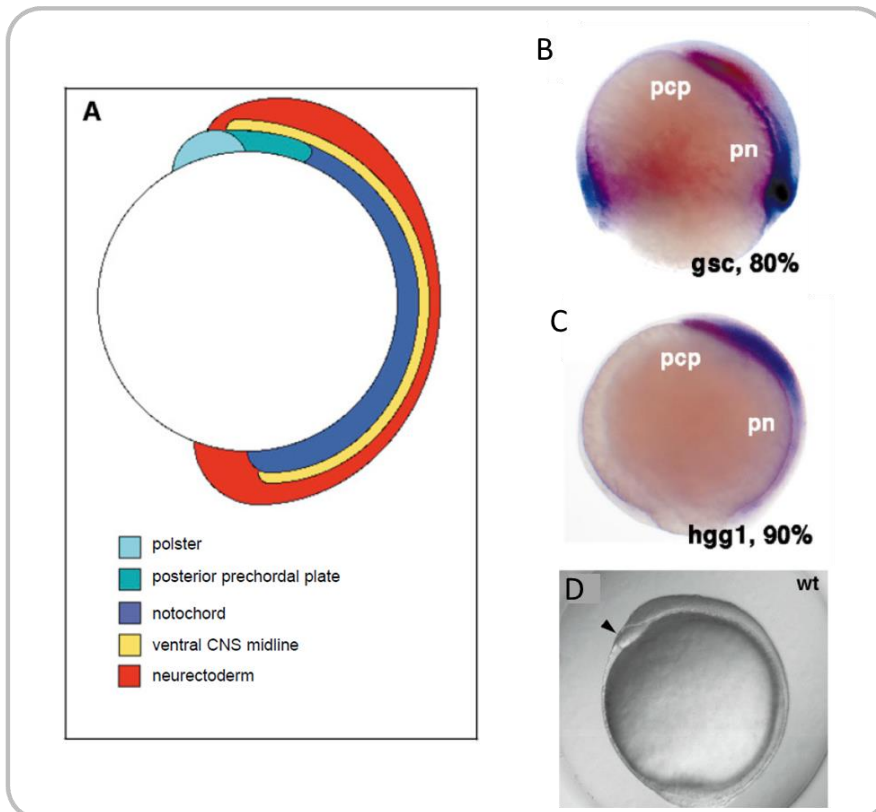 A
polster
posterior prechordal plate
notochord
ventral CNS midline
neurectoderm
B
pcp
pn
gsc, 80%
C
pcp
pn
hgg1, 90%
D
wt